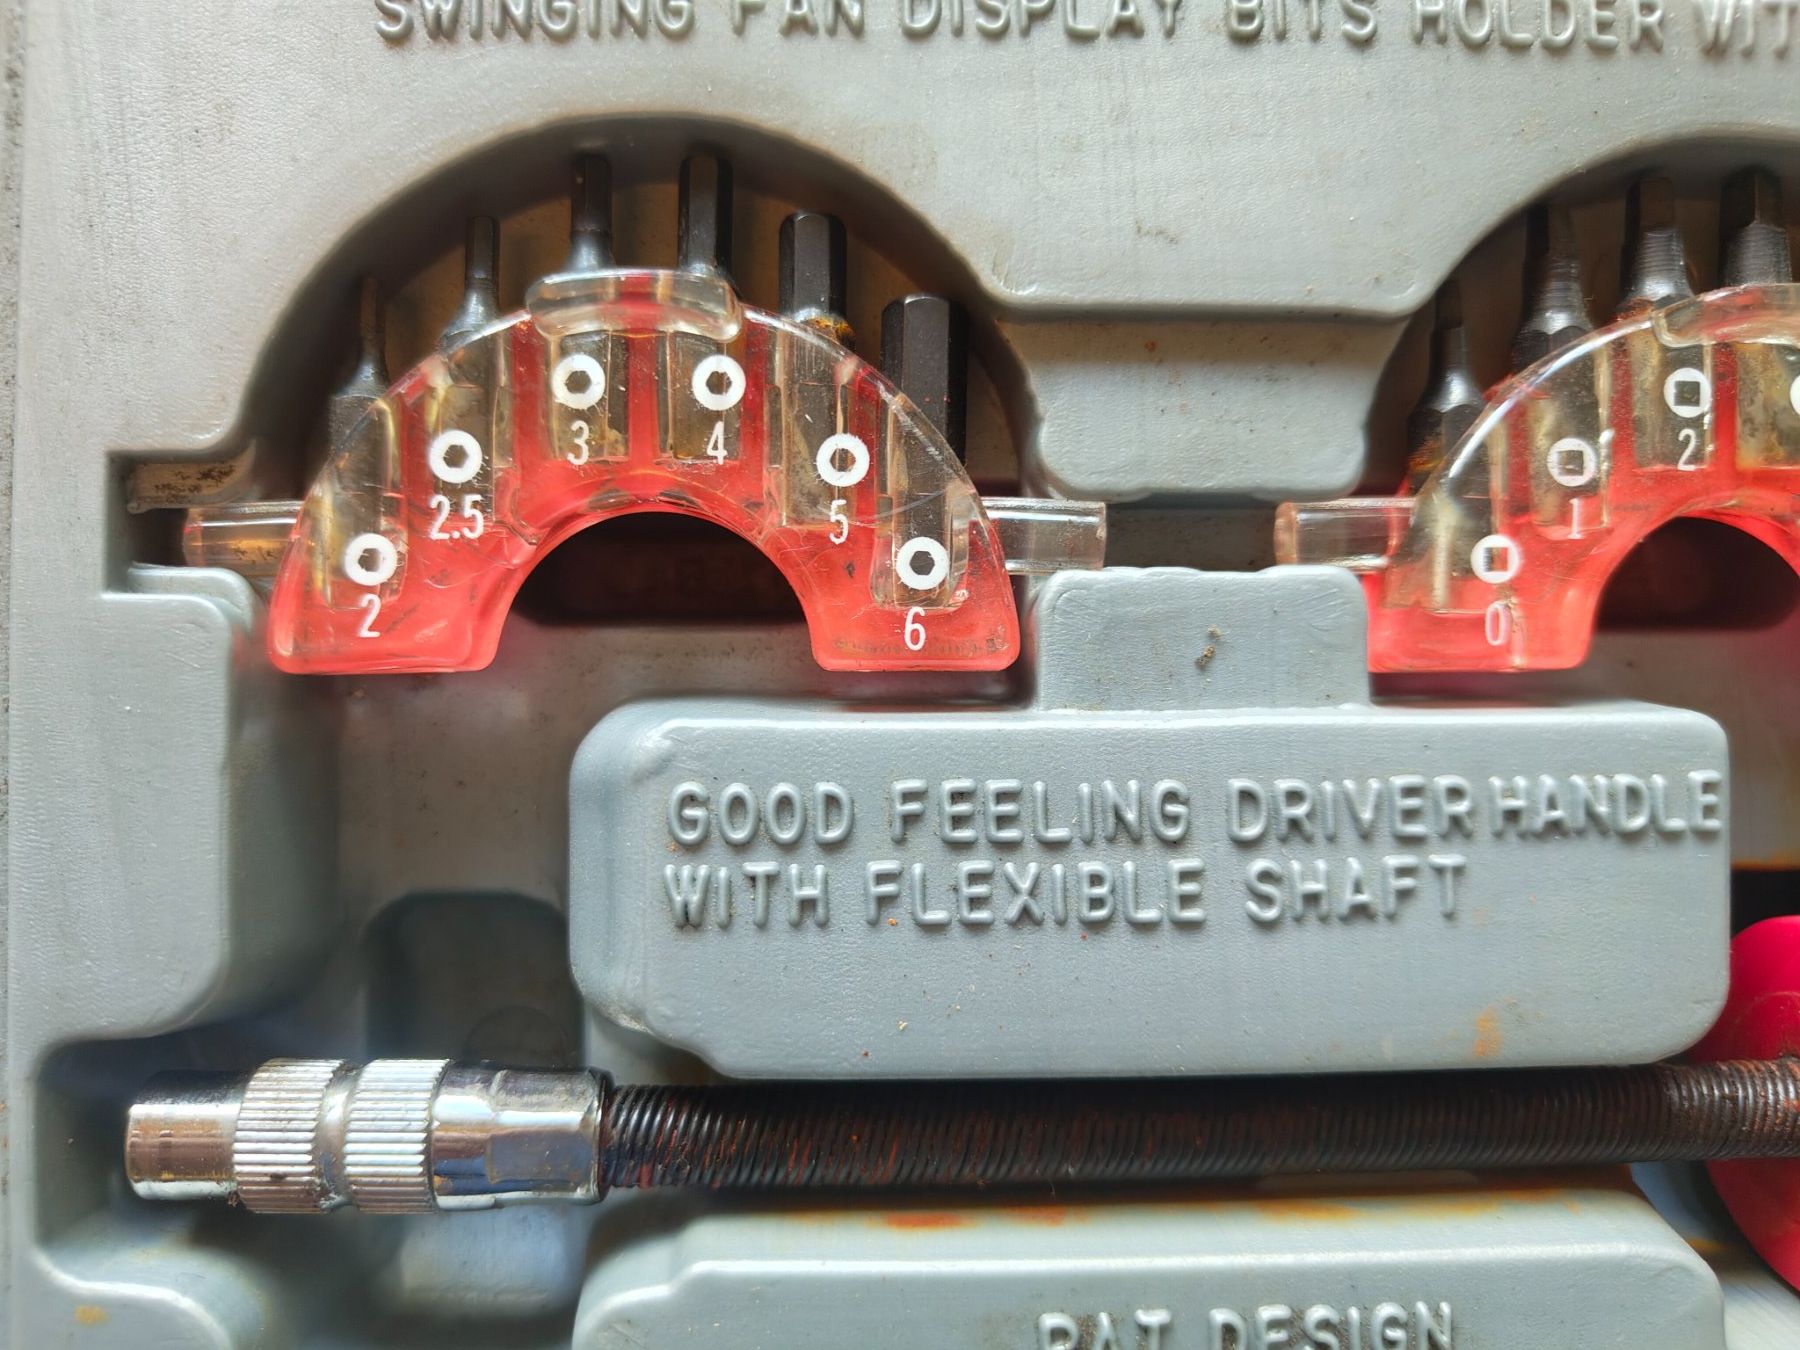 SWINGING FAN DISPLAY BITS HOLDER WIT
3 4
2.5 5
2 6
2
1
0
GOOD FEELING DRIVER HANDLE
WITH FLEXIBLE SHAFT
PAT DESIGN